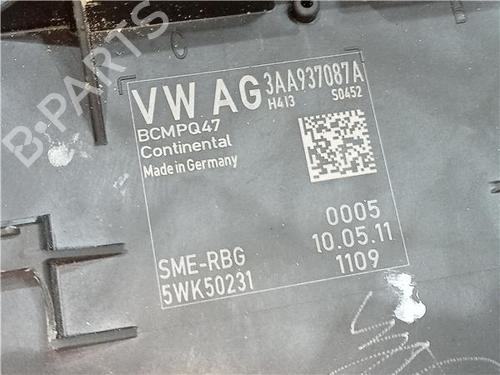 B-PARTS
VW AG 3AA937087A
BCMPQ47 H413 S0452
Continental
Made in Germany
0005
SME-RBG 10.05.11
5WK50231 1109